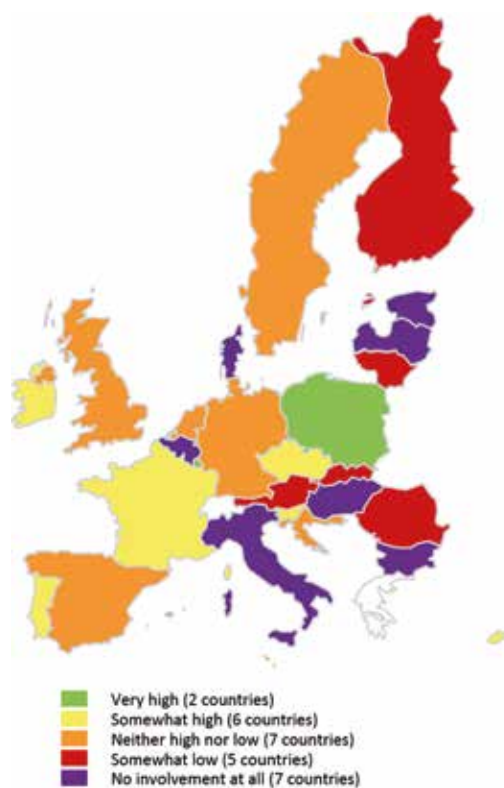 Very high (2 countries)
Somewhat high (6 countries)
Neither high nor low (7 countries)
Somewhat low (5 countries)
No involvement at all (7 countries)